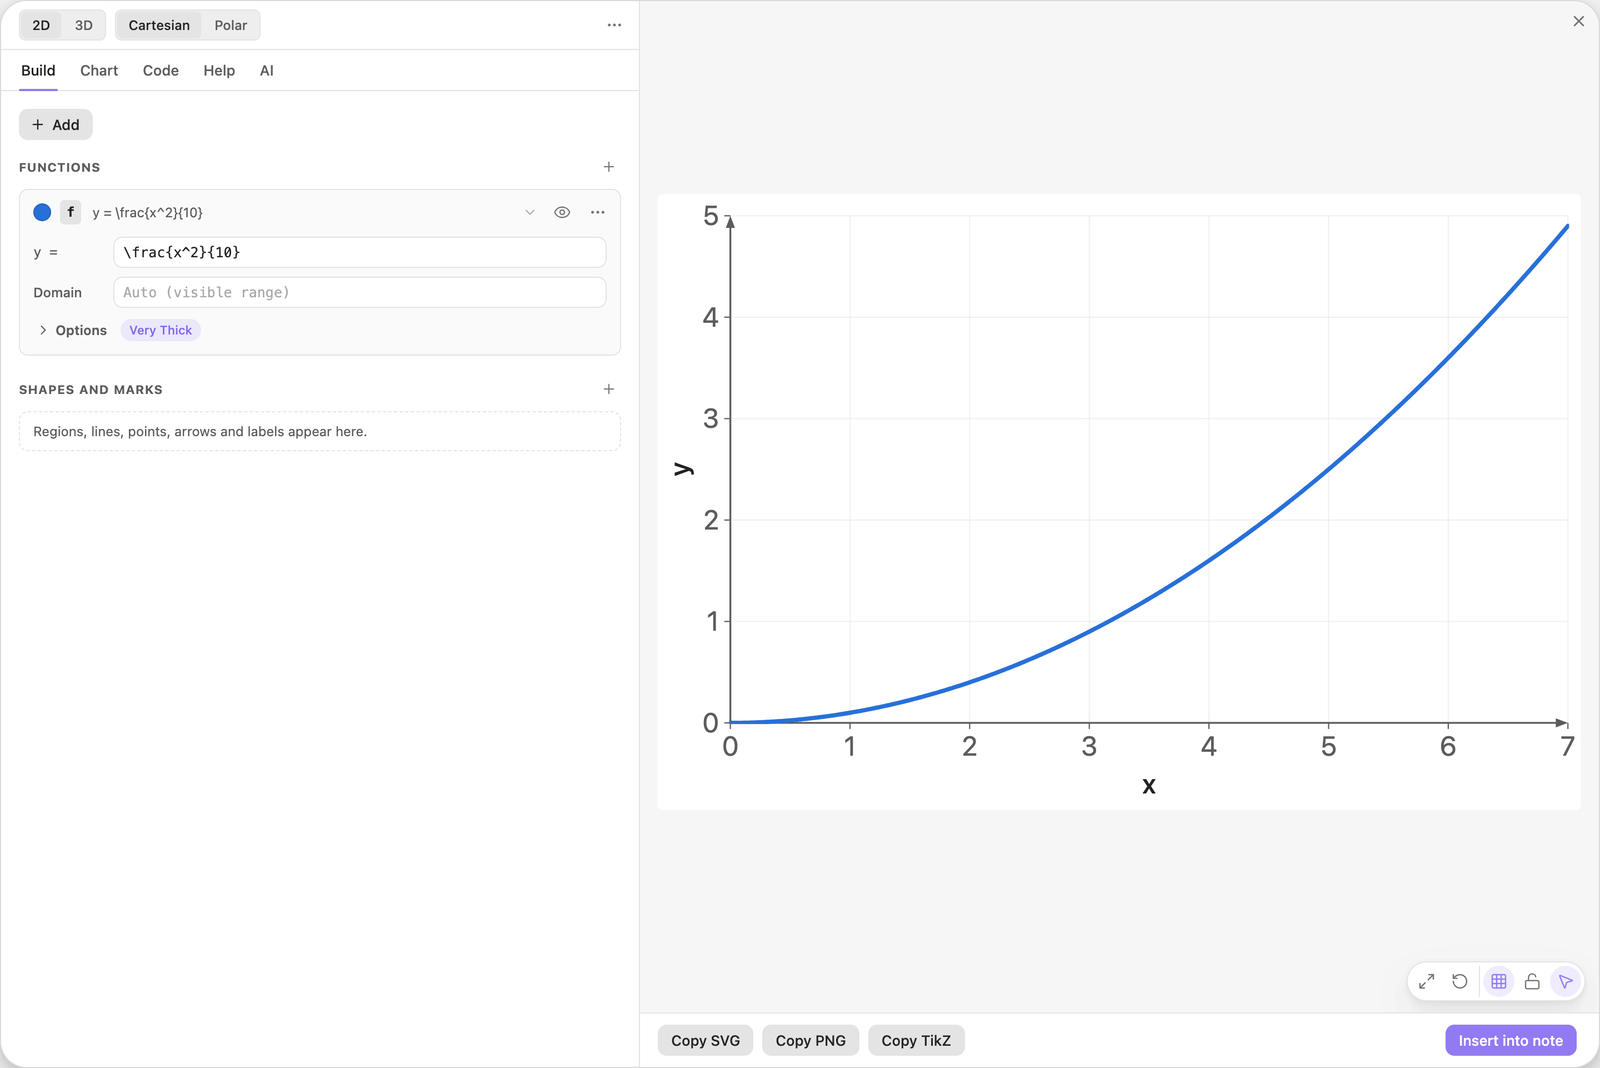 2D 3D Cartesian Polar
Build Chart Code Help AI
+ Add
FUNCTIONS
f y = \frac{x^2}{10}
y = \frac{x^2}{10}
Domain Auto (visible range)
Options Very Thick
SHAPES AND MARKS
Regions, lines, points, arrows and labels appear here.
5
4
3
y
2
1
0
0 1 2 3 4 5 6 7
x
Copy SVG Copy PNG Copy TikZ Insert into note